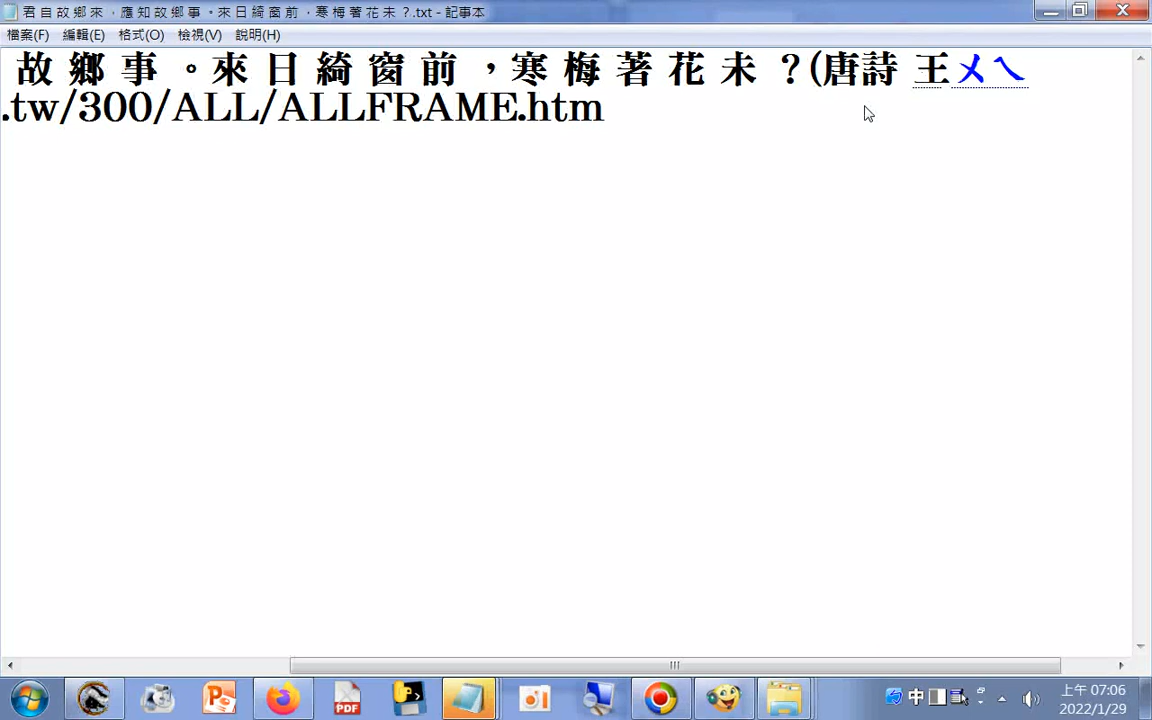 君 自 故 鄉 來 ，應 知 故 鄉 事 。來 日 綺 窗 前 ，寒 梅 著 花 未 ？.txt - 記事本
檔案(F) 編輯(E) 格式(O) 檢視(V) 說明(H)
故 鄉 事 。來 日 綺 窗 前 ，寒 梅 著 花 未 ？(唐詩 王ㄨㄟ
.tw/300/ALL/ALLFRAME.htm
PDF
中
上午 07:06
2022/1/29